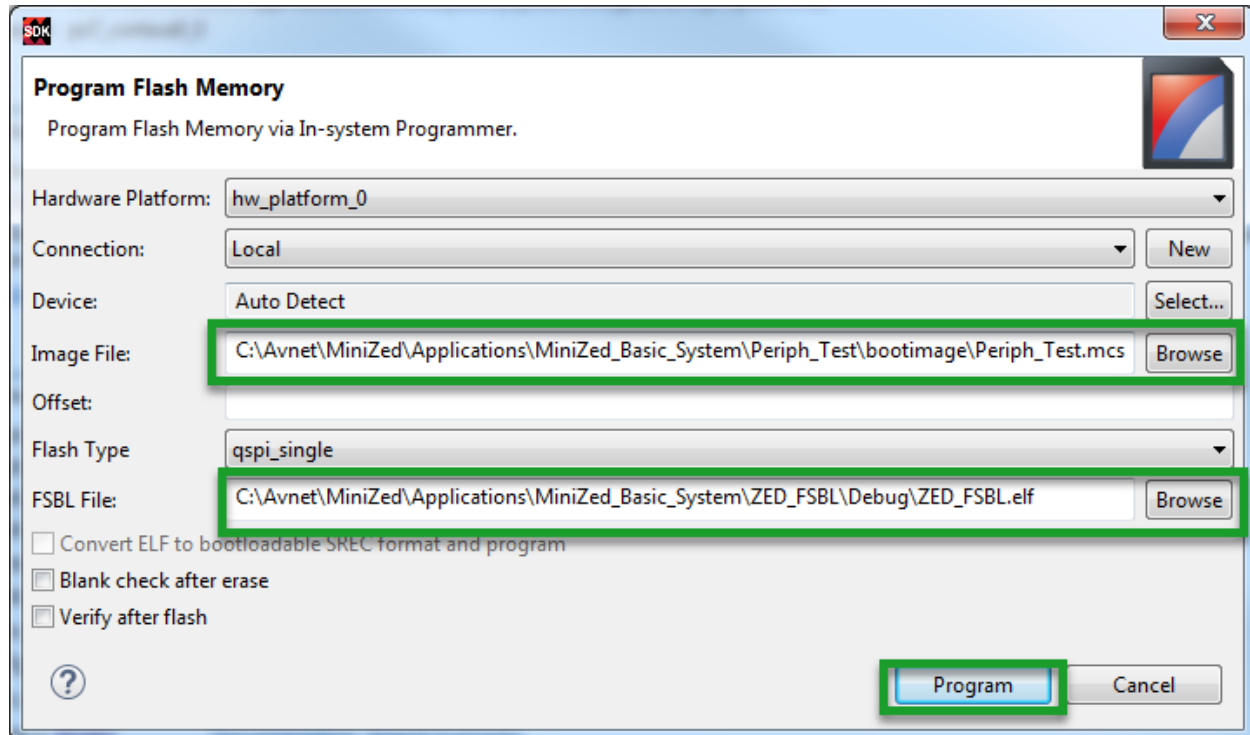 SDK
Program Flash Memory
Program Flash Memory via In-system Programmer.
Hardware Platform: hw_platform_0
Connection: Local New
Device: Auto Detect Select...
Image File: C:\Avnet\MiniZed\Applications\MiniZed_Basic_System\Periph_Test\bootimage\Periph_Test.mcs Browse
Offset:
Flash Type qspi_single
FSBL File: C:\Avnet\MiniZed\Applications\MiniZed_Basic_System\ZED_FSBL\Debug\ZED_FSBL.elf Browse
Convert ELF to bootloadable SREC format and program
Blank check after erase
Verify after flash
? Program Cancel